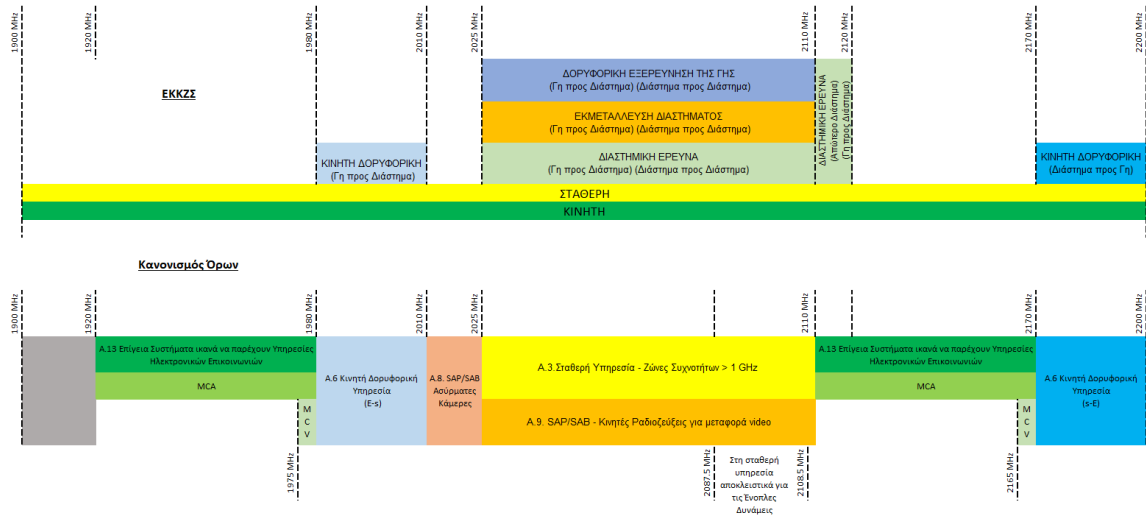 1900 MHz
1920 MHz
1980 MHz
2010 MHz
2025 MHz
2110 MHz
2120 MHz
2170 MHz
2200 MHz
ΕΚΚΖΣ
ΔΟΡΥΦΟΡΙΚΗ ΕΞΕΡΕΥΝΗΣΗ ΤΗΣ ΓΗΣ
(Γη προς Διάστημα) (Διάστημα προς Διάστημα)
ΕΚΜΕΤΑΛΛΕΥΣΗ ΔΙΑΣΤΗΜΑΤΟΣ
(Γη προς Διάστημα) (Διάστημα προς Διάστημα)
ΚΙΝΗΤΗ ΔΟΡΥΦΟΡΙΚΗ
(Γη προς Διάστημα)
ΔΙΑΣΤΗΜΙΚΗ ΕΡΕΥΝΑ
(Γη προς Διάστημα) (Διάστημα προς Διάστημα)
ΔΙΑΣΤΗΜΙΚΗ ΕΡΕΥΝΑ
(Απώτερο Διάστημα)
(Γη προς Διάστημα)
ΚΙΝΗΤΗ ΔΟΡΥΦΟΡΙΚΗ
(Διάστημα προς Γη)
ΣΤΑΘΕΡΗ
ΚΙΝΗΤΗ
Κανονισμός Όρων
1900 MHz
1920 MHz
1980 MHz
2010 MHz
2025 MHz
2110 MHz
2170 MHz
2200 MHz
Α.13 Επίγεια Συστήματα ικανά να παρέχουν Υπηρεσίες
Ηλεκτρονικών Επικοινωνιών
MCA
M
C
V
Α.6 Κινητή Δορυφορική
Υπηρεσία
(E-s)
Α.8. SAP/SAB
Ασύρματες
Κάμερες
Α.3.Σταθερή Υπηρεσία - Ζώνες Συχνοτήτων > 1 GHz
Α.9. SAP/SAB - Κινητές Ραδιοζεύξεις για μεταφορά video
Α.13 Επίγεια Συστήματα ικανά να παρέχουν Υπηρεσίες
Ηλεκτρονικών Επικοινωνιών
MCA
M
C
V
Α.6 Κινητή Δορυφορική
Υπηρεσία
(s-E)
1975 MHz
2087.5 MHz
Στη σταθερή
υπηρεσία
αποκλειστικά για
τις Ένοπλες
Δυνάμεις
2108.5 MHz
2165 MHz